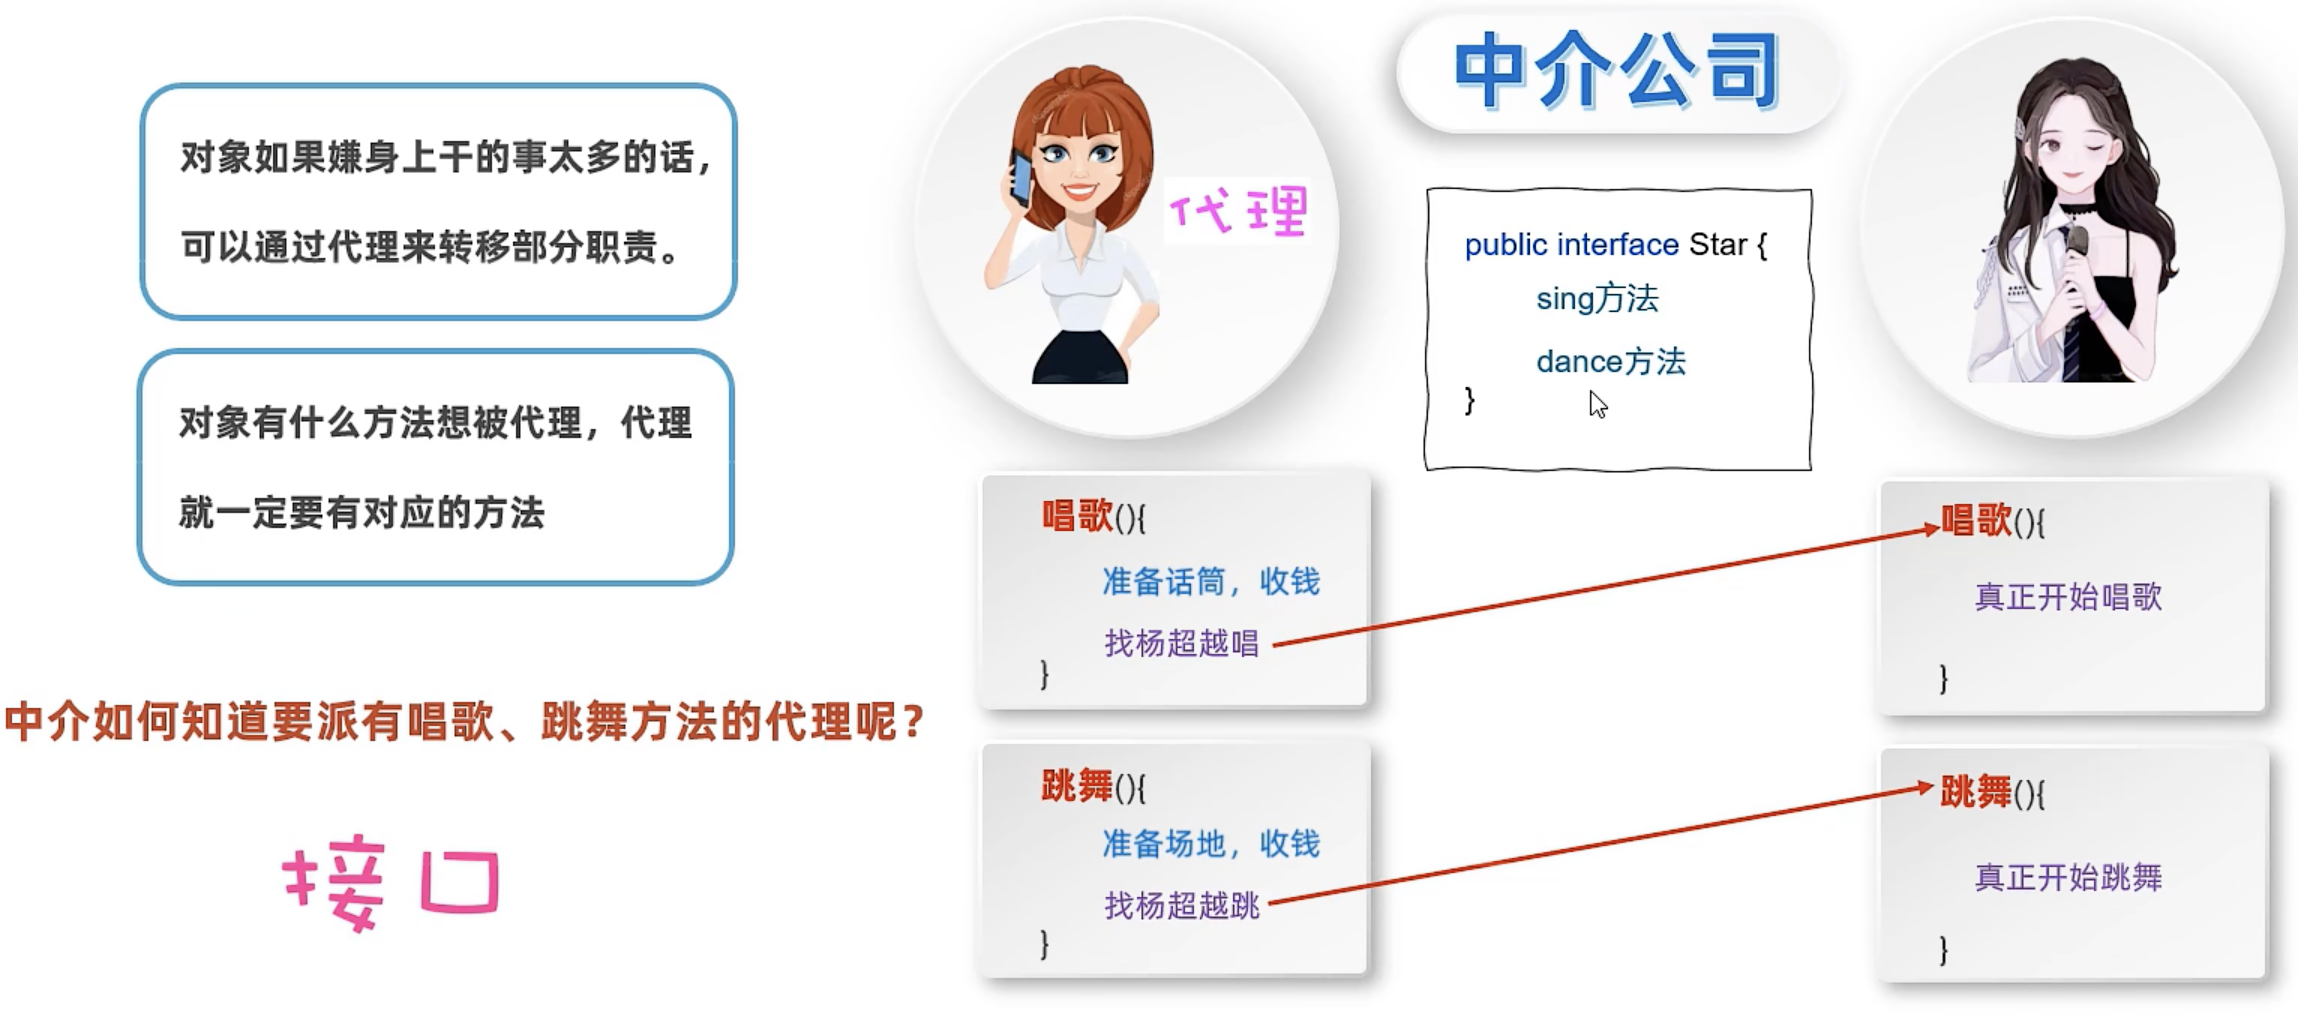 对象如果嫌身上干的事太多的话，
可以通过代理来转移部分职责。
对象有什么方法想被代理，代理
就一定要有对应的方法
中介如何知道要派有唱歌、跳舞方法的代理呢？
接口
代理
中介公司
public interface Star {
sing方法
dance方法
}
唱歌(){
准备话筒，收钱
找杨超越唱
}
跳舞(){
准备场地，收钱
找杨超越跳
}
唱歌(){
真正开始唱歌
}
跳舞(){
真正开始跳舞
}